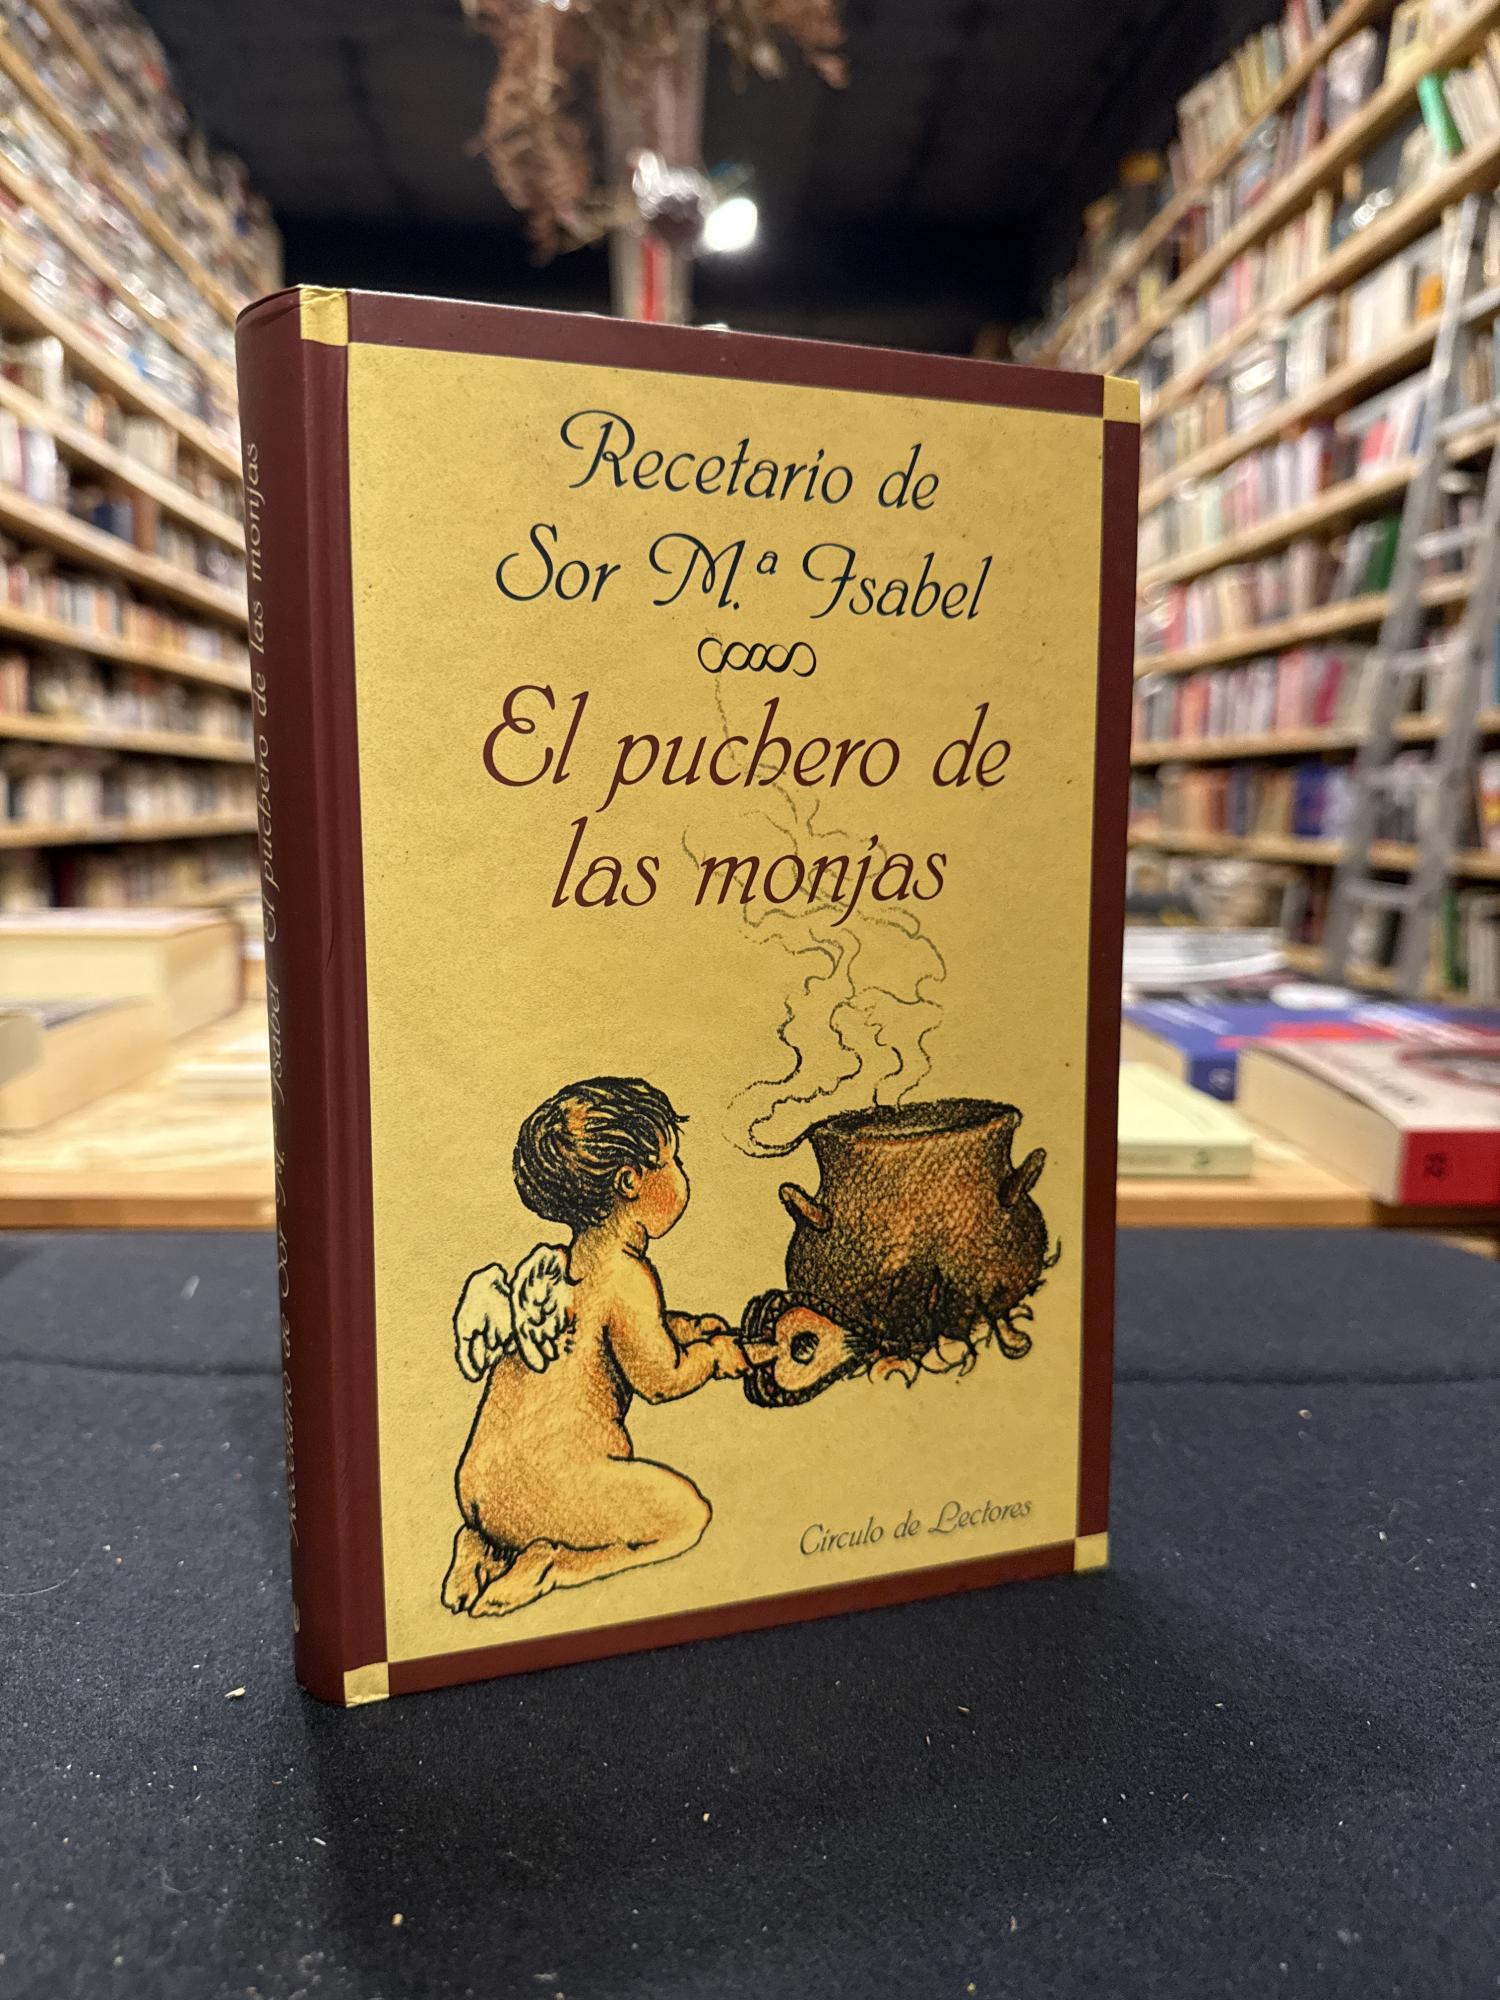 Recetario de
Sor M.ª Isabel
El puchero de
las monjas
Círculo de Lectores
Recetario de Sor M.ª Isabel El puchero de las monjas